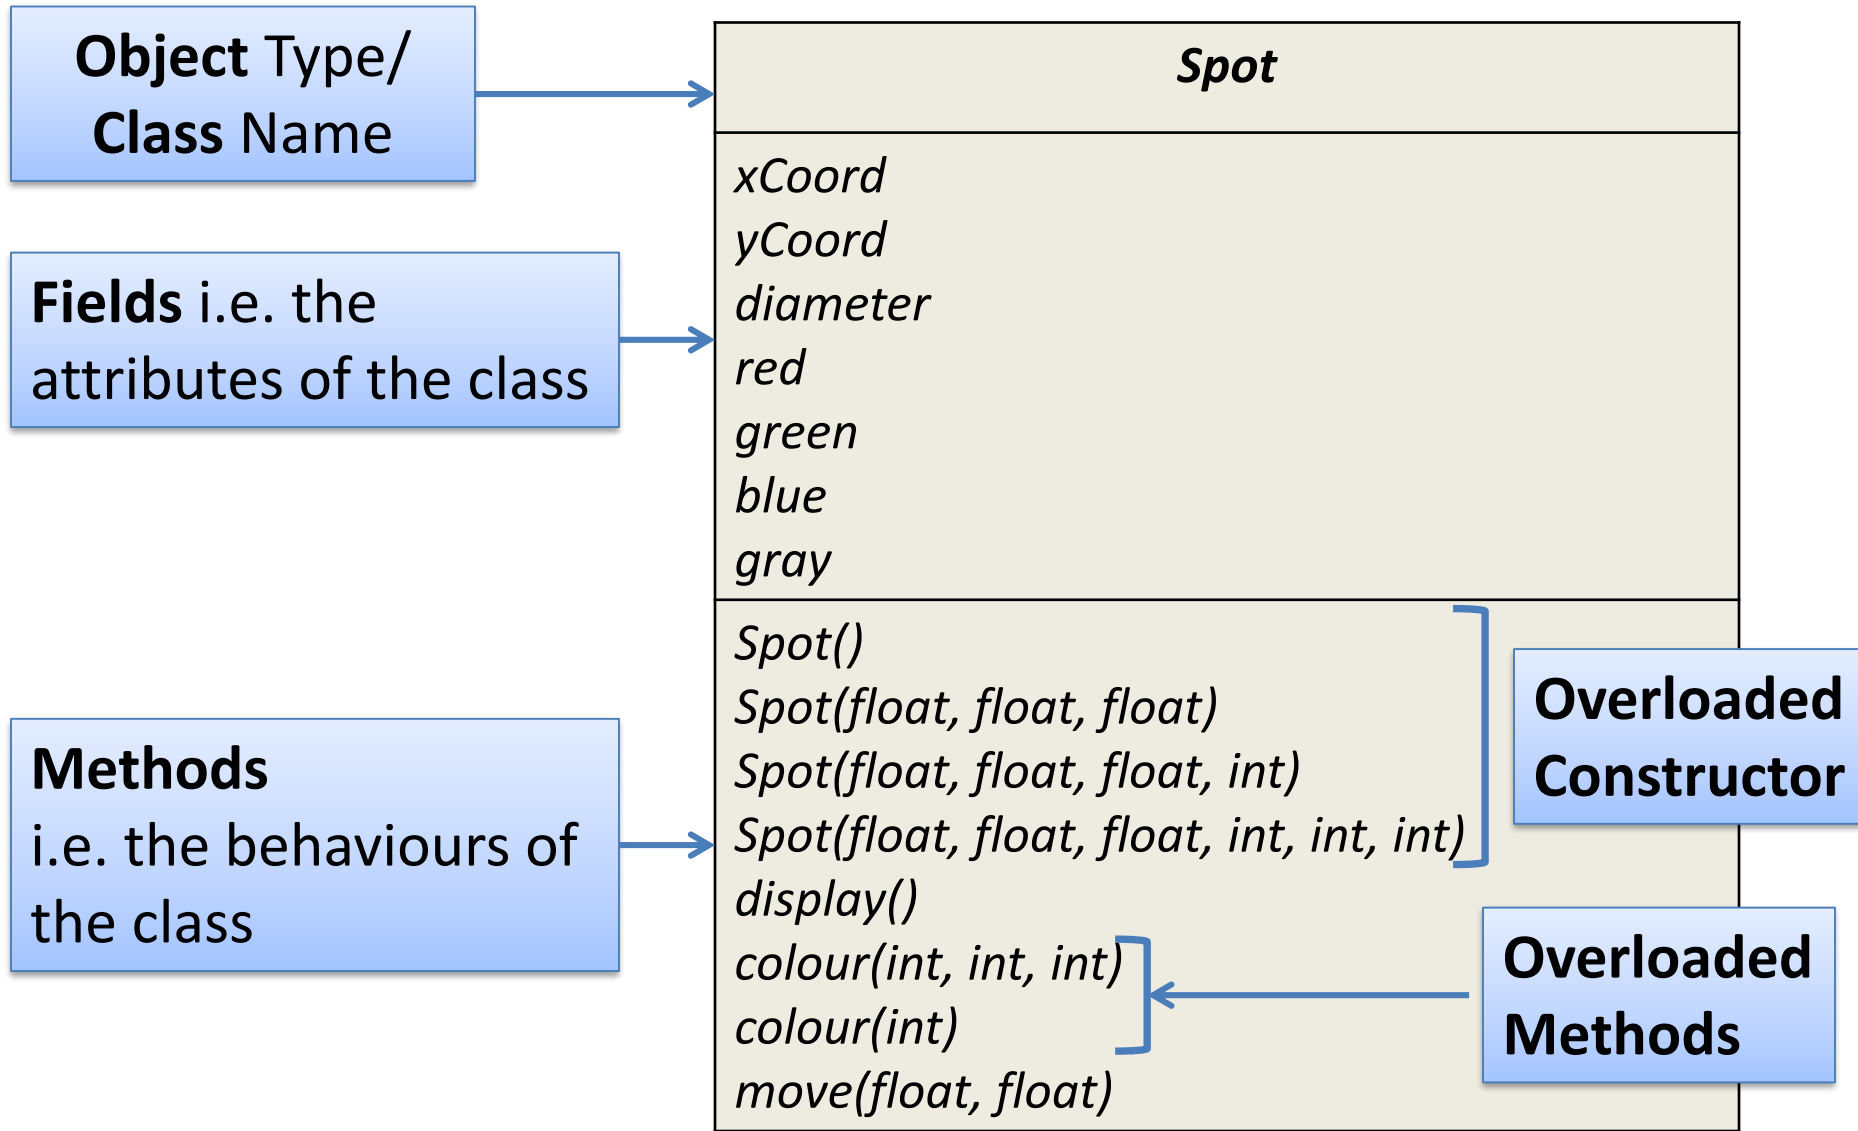 Object Type/
Class Name
Spot
Fields i.e. the
attributes of the class
xCoord
yCoord
diameter
red
green
blue
gray
Methods
i.e. the behaviours of
the class
Spot()
Spot(float, float, float)
Spot(float, float, float, int)
Spot(float, float, float, int, int, int)
display()
colour(int, int, int)
colour(int)
move(float, float)
Overloaded
Constructor
Overloaded
Methods